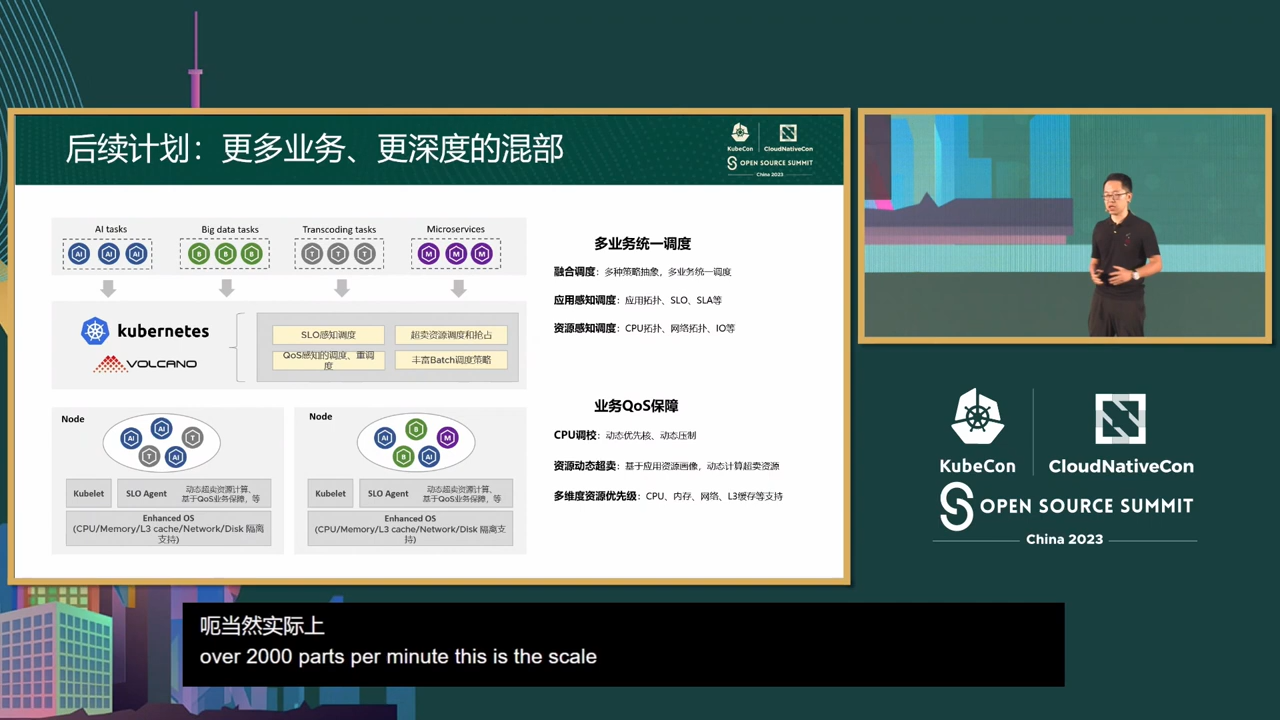 后续计划：更多业务、更深度的混部
KubeCon
CloudNativeCon
OPEN SOURCE SUMMIT
China 2023
AI tasks
Big data tasks
Transcoding tasks
Microservices
AI AI AI
B B B
T T T
M M M
kubernetes
VOLCANO
SLO感知调度
超卖资源调度和抢占
QoS感知的调度、重调
度
丰富Batch调度策略
多业务统一调度
融合调度：多种策略抽象，多业务统一调度
应用感知调度：应用拓扑、SLO、SLA等
资源感知调度：CPU拓扑、网络拓扑、IO等
Node
AI AI T T AI
Kubelet
SLO Agent
动态超卖资源计算、
基于QoS业务保障，等
Enhanced OS
(CPU/Memory/L3 cache/Network/Disk 隔离
支持)
Node
AI B M B AI
Kubelet
SLO Agent
动态超卖资源计算、
基于QoS业务保障，等
Enhanced OS
(CPU/Memory/L3 cache/Network/Disk 隔离支
持)
业务QoS保障
CPU调校：动态优先核、动态压制
资源动态超卖：基于应用资源画像，动态计算超卖资源
多维度资源优先级：CPU、内存、网络、L3缓存等支持
KubeCon
CloudNativeCon
OPEN SOURCE SUMMIT
China 2023
呃当然实际上
over 2000 parts per minute this is the scale